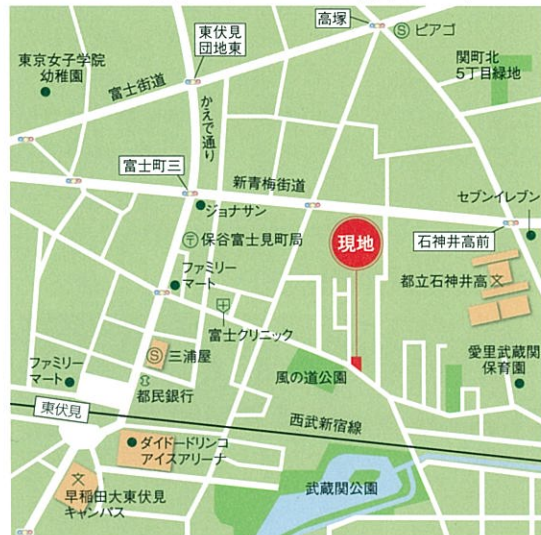 高塚
Ⓢピアゴ
東伏見
団地東
東京女子学院
幼稚園
関町北
5丁目緑地
富士街道
かえで通り
富士町三
新青梅街道
セブンイレブン
ジョナサン
〒保谷富士見町局
現地
石神井高前
都立石神井高文
ファミリー
マート
富士クリニック
Ⓢ三浦屋
風の道公園
愛里武蔵関
保育園
ファミリー
マート
都民銀行
東伏見
西武新宿線
ダイドードリンコ
アイスアリーナ
武蔵関公園
文
早稲田大東伏見
キャンパス